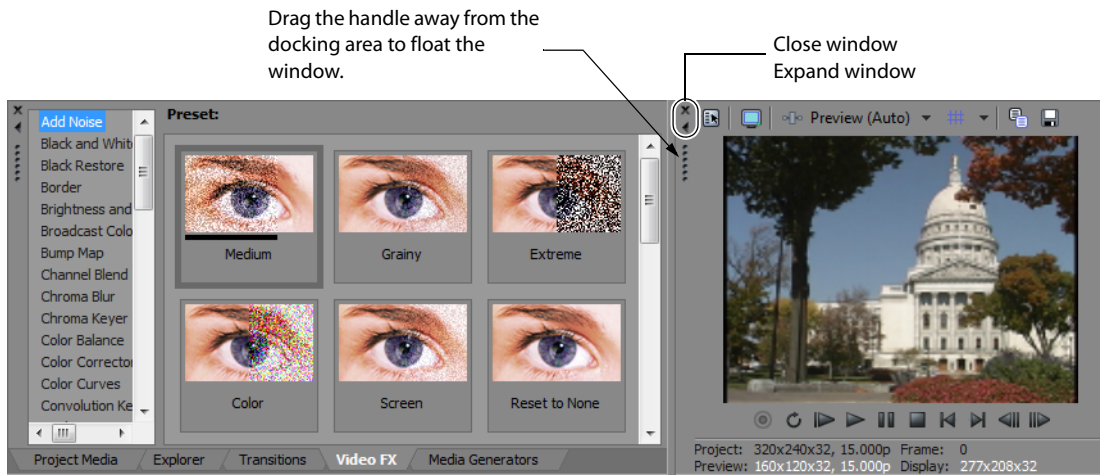 Drag the handle away from the
docking area to float the
window.
Close window
Expand window
Add Noise
Black and Whit
Black Restore
Border
Brightness and
Broadcast Colo
Bump Map
Channel Blend
Chroma Blur
Chroma Keyer
Color Balance
Color Corrector
Color Curves
Convolution Ke
Preset:
Medium
Grainy
Extreme
Color
Screen
Reset to None
Project Media
Explorer
Transitions
Video FX
Media Generators
Preview (Auto)
Project: 320x240x32, 15.000p Frame: 0
Preview: 160x120x32, 15.000p Display: 277x208x32